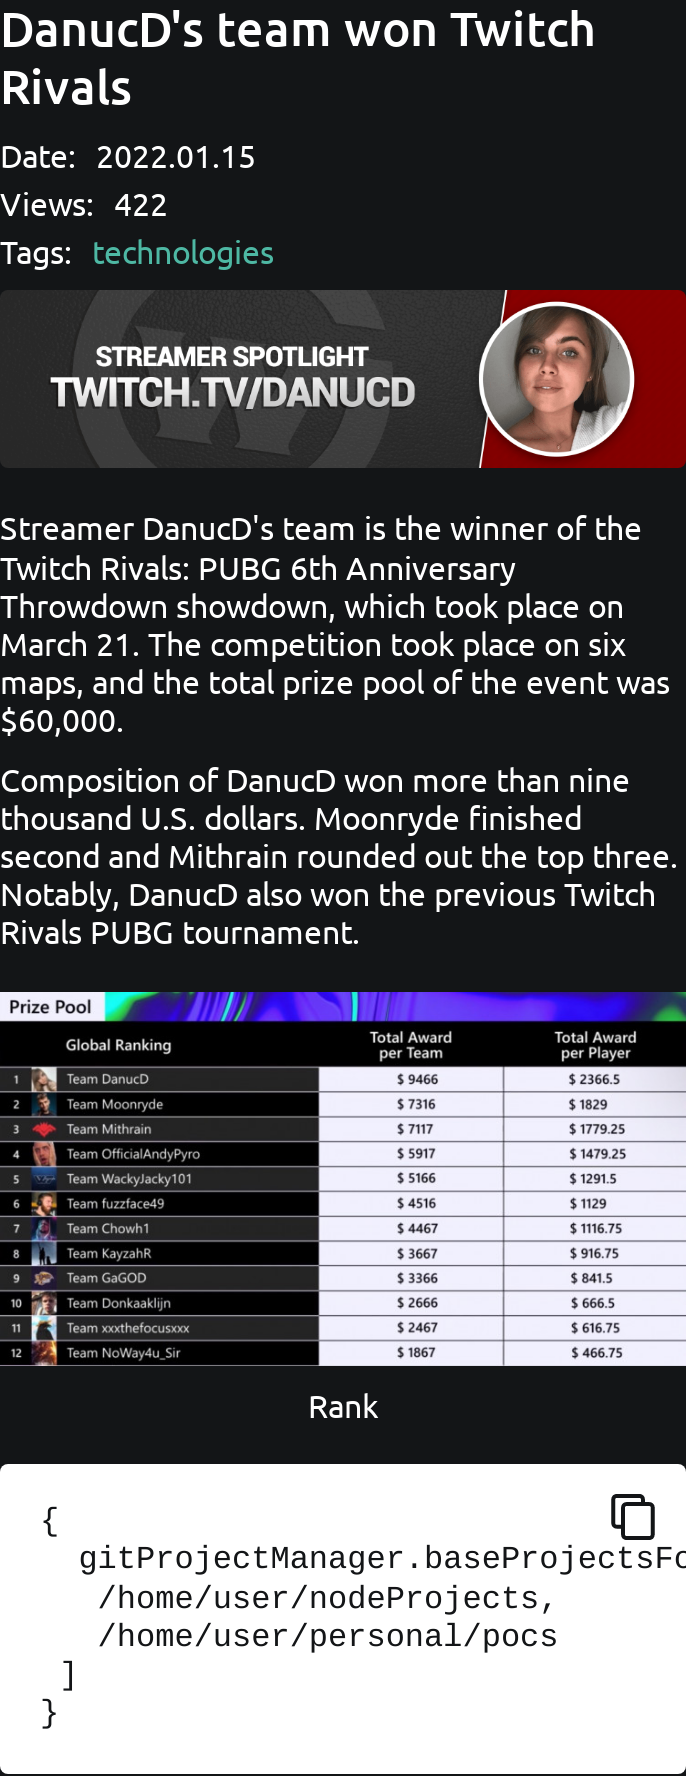 DanucD's team won Twitch
Rivals
Date: 2022.01.15
Views: 422
Tags: technologies
STREAMER SPOTLIGHT
TWITCH.TV/DANUCD
Streamer DanucD's team is the winner of the
Twitch Rivals: PUBG 6th Anniversary
Throwdown showdown, which took place on
March 21. The competition took place on six
maps, and the total prize pool of the event was
$60,000.
Composition of DanucD won more than nine
thousand U.S. dollars. Moonryde finished
second and Mithrain rounded out the top three.
Notably, DanucD also won the previous Twitch
Rivals PUBG tournament.
Prize Pool
Global Ranking Total Award per Team Total Award per Player
1 Team DanucD $ 9466 $ 2366.5
2 Team Moonryde $ 7316 $ 1829
3 Team Mithrain $ 7117 $ 1779.25
4 Team OfficialAndyPyro $ 5917 $ 1479.25
5 Team WackyJacky101 $ 5166 $ 1291.5
6 Team fuzzface49 $ 4516 $ 1129
7 Team Chowh1 $ 4467 $ 1116.75
8 Team KayzahR $ 3667 $ 916.75
9 Team GaGOD $ 3366 $ 841.5
10 Team Donkaaklijn $ 2666 $ 666.5
11 Team xxxthefocusxxx $ 2467 $ 616.75
12 Team NoWay4u_Sir $ 1867 $ 466.75
Rank
{
gitProjectManager.baseProjectsFo
/home/user/nodeProjects,
/home/user/personal/pocs
]
}